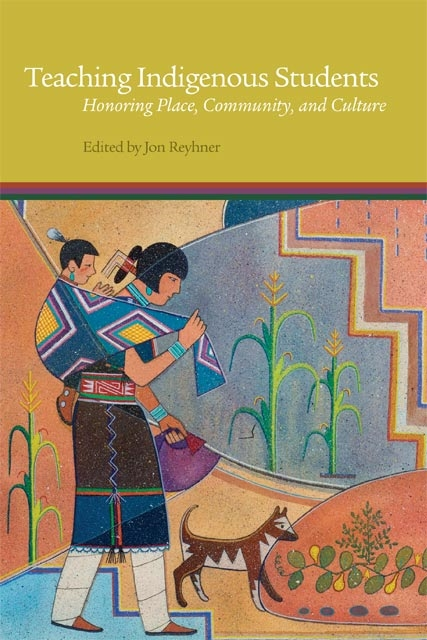 Teaching Indigenous Students
Honoring Place, Community, and Culture
Edited by Jon Reyhner